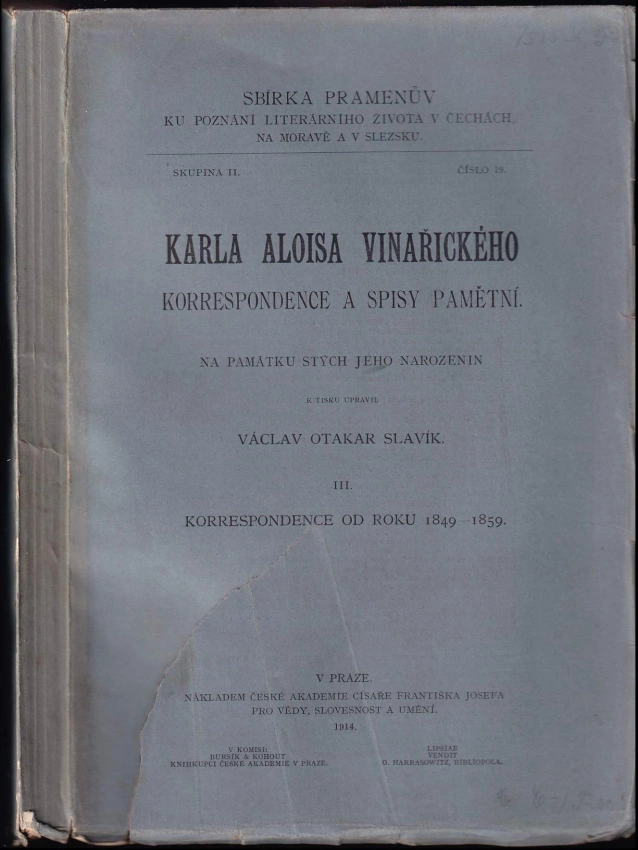 SBÍRKA PRAMENŮV
KU POZNÁNÍ LITERÁRNÍHO ŽIVOTA V ČECHÁCH,
NA MORAVĚ A V SLEZSKU.
SKUPINA II.
ČÍSLO 19.
KARLA ALOISA VINAŘICKÉHO
KORRESPONDENCE A SPISY PAMĚTNÍ.
NA PAMÁTKU STÝCH JEHO NAROZENIN
K TISKU UPRAVIL
VÁCLAV OTAKAR SLAVÍK.
III.
KORRESPONDENCE OD ROKU 1849—1859.
V PRAZE.
NÁKLADEM ČESKÉ AKADEMIE CÍSAŘE FRANTIŠKA JOSEFA
PRO VĚDY, SLOVESNOST A UMĚNÍ.
1914.
V KOMISI:
BURSÍK & KOHOUT
KNIHKUPCI ČESKÉ AKADEMIE V PRAZE.
LIPSIAE
VENDIT
O. HARRASOWITZ, BIBLIOPOLA.